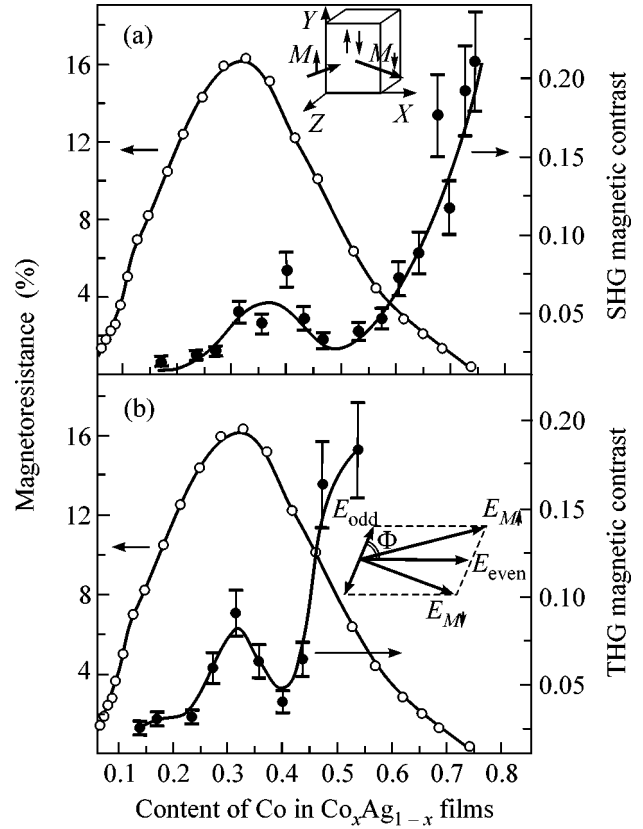 (a)
Y
M
M
Z
X
16
12
8
4
0.20
0.15
0.10
0.05
SHG magnetic contrast
Magnetoresistance (%)
(b)
16
12
8
4
0.20
0.15
0.10
0.05
THG magnetic contrast
E_odd
Φ
E_M
E_even
E_M
0.1 0.2 0.3 0.4 0.5 0.6 0.7 0.8
Content of Co in Co_xAg_{1 − x} films